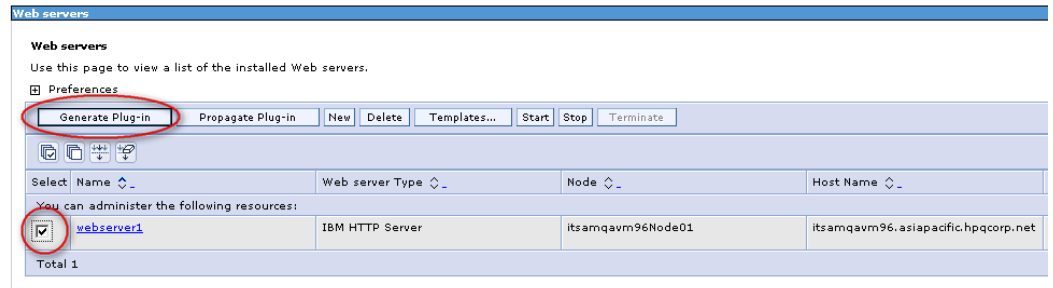 Web servers
Web servers
Use this page to view a list of the installed Web servers.
Preferences
Generate Plug-in Propagate Plug-in New Delete Templates... Start Stop Terminate
Select Name Web server Type Node Host Name
You can administer the following resources:
webserver1 IBM HTTP Server itsamqavm96Node01 itsamqavm96.asiapacific.hpqcorp.net
Total 1